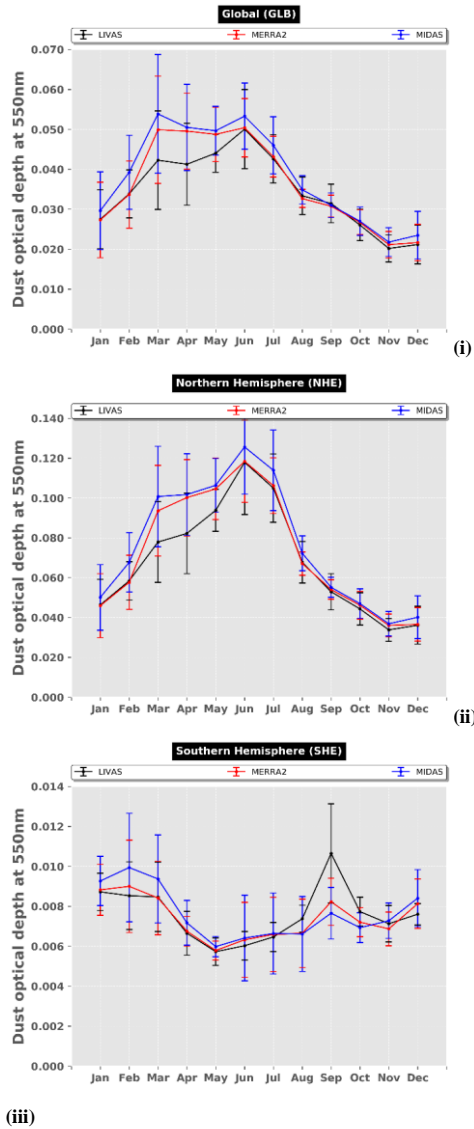 Global (GLB)
LIVAS MERRA2 MIDAS
0.070
0.060
0.050
0.040
0.030
0.020
0.010
0.000
Dust optical depth at 550nm
Jan Feb Mar Apr May Jun Jul Aug Sep Oct Nov Dec
(i)
Northern Hemisphere (NHE)
LIVAS MERRA2 MIDAS
0.140
0.120
0.100
0.080
0.060
0.040
0.020
0.000
Dust optical depth at 550nm
Jan Feb Mar Apr May Jun Jul Aug Sep Oct Nov Dec
(ii)
Southern Hemisphere (SHE)
LIVAS MERRA2 MIDAS
0.014
0.012
0.010
0.008
0.006
0.004
0.002
0.000
Dust optical depth at 550nm
Jan Feb Mar Apr May Jun Jul Aug Sep Oct Nov Dec
(iii)